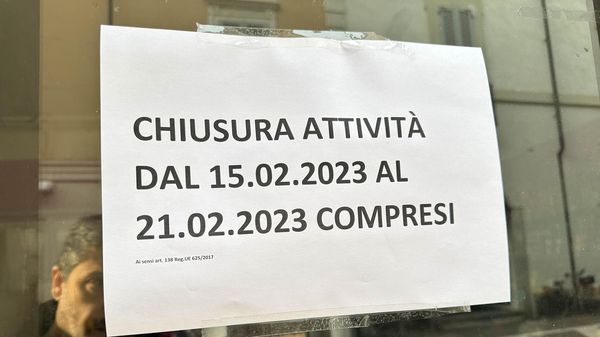 CHIUSURA ATTIVITÀ
DAL 15.02.2023 AL
21.02.2023 COMPRESI
Ai sensi art. 138 Reg.UE 625/2017